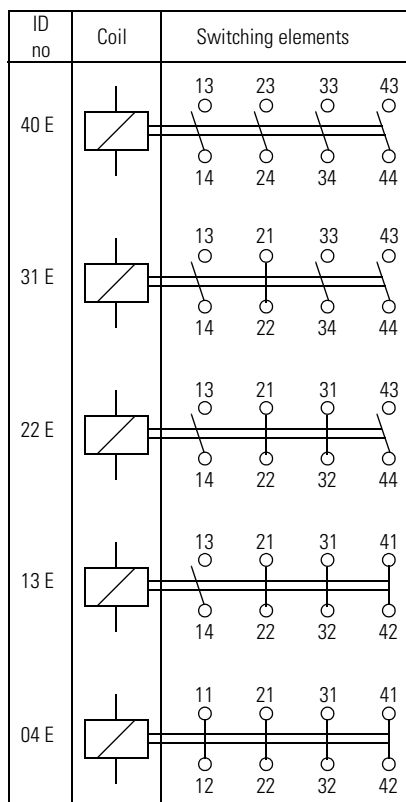 ID no Coil Switching elements
13 23 33 43
40 E
14 24 34 44
13 21 33 43
31 E
14 22 34 44
13 21 31 43
22 E
14 22 32 44
13 21 31 41
13 E
14 22 32 42
11 21 31 41
04 E
12 22 32 42